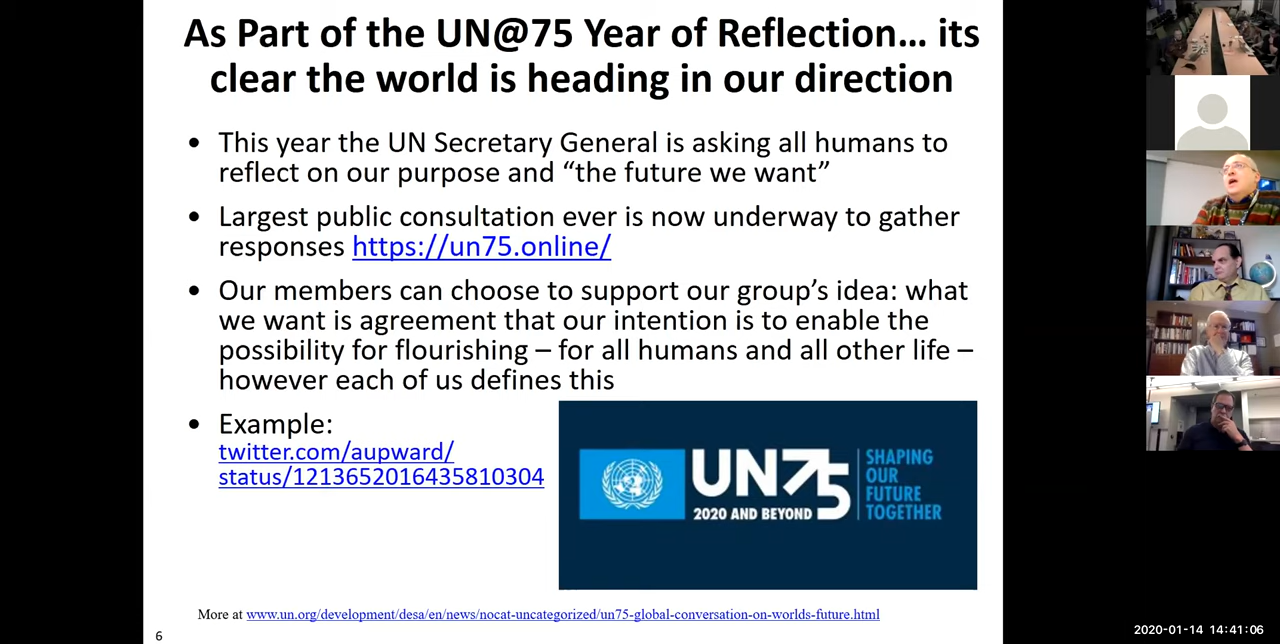 As Part of the UN@75 Year of Reflection… its
clear the world is heading in our direction
• This year the UN Secretary General is asking all humans to
reflect on our purpose and “the future we want”
• Largest public consultation ever is now underway to gather
responses https://un75.online/
• Our members can choose to support our group’s idea: what
we want is agreement that our intention is to enable the
possibility for flourishing – for all humans and all other life –
however each of us defines this
• Example:
twitter.com/aupward/
status/1213652016435810304
UN75
2020 AND BEYOND
SHAPING
OUR
FUTURE
TOGETHER
More at www.un.org/development/desa/en/news/nocat-uncategorized/un75-global-conversation-on-worlds-future.html
6
2020-01-14 14:41:06